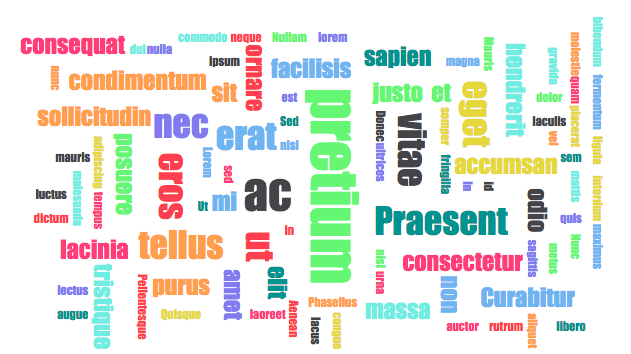 consequat
dui
nulla
commodo
neque
Nullam
lorem
ipsum
ornare
facilisis
sapien
magna
Mauris
hendrerit
gravida
molestie
quam
bibendum
nunc
condimentum
sit
est
justo
et
eget
dolor
fermentum
sollicitudin
nec
erat
Sed
nisl
pretium
Donec
ultrices
vitae
semper
iaculis
vel
placerat
ligula
mauris
adipiscing
posuere
eros
Lorem
sed
fringilla
accumsan
sem
luctus
malesuada
tempus
Ut
mi
ac
in
id
odio
mattis
interdum
dictum
Praesent
quis
lacinia
tellus
ut
In
nisi
urna
consectetur
sagittis
metus
Nunc
maximus
lectus
tristique
Pellentesque
purus
amet
elit
Phasellus
non
Curabitur
augue
Quisque
laoreet
Aenean
lacus
congue
massa
auctor
rutrum
aliquet
libero